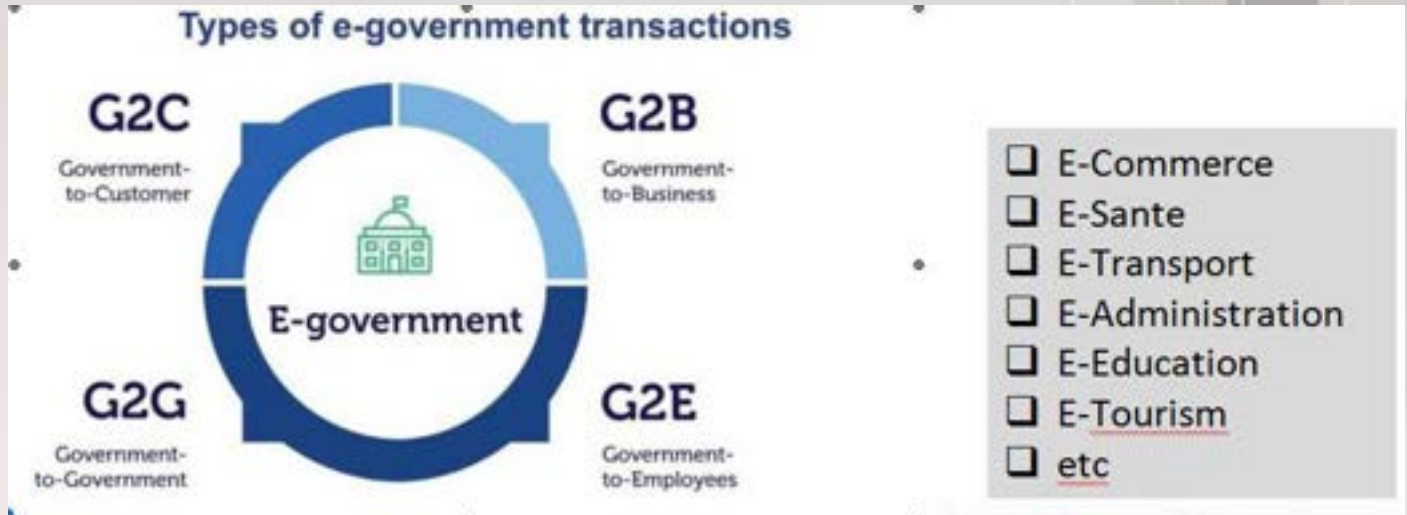 Types of e-government transactions
G2C
Government-
to-Customer
G2B
Government-
to-Business
E-government
G2G
Government-
to-Government
G2E
Government-
to-Employees
E-Commerce
E-Sante
E-Transport
E-Administration
E-Education
E-Tourism
etc